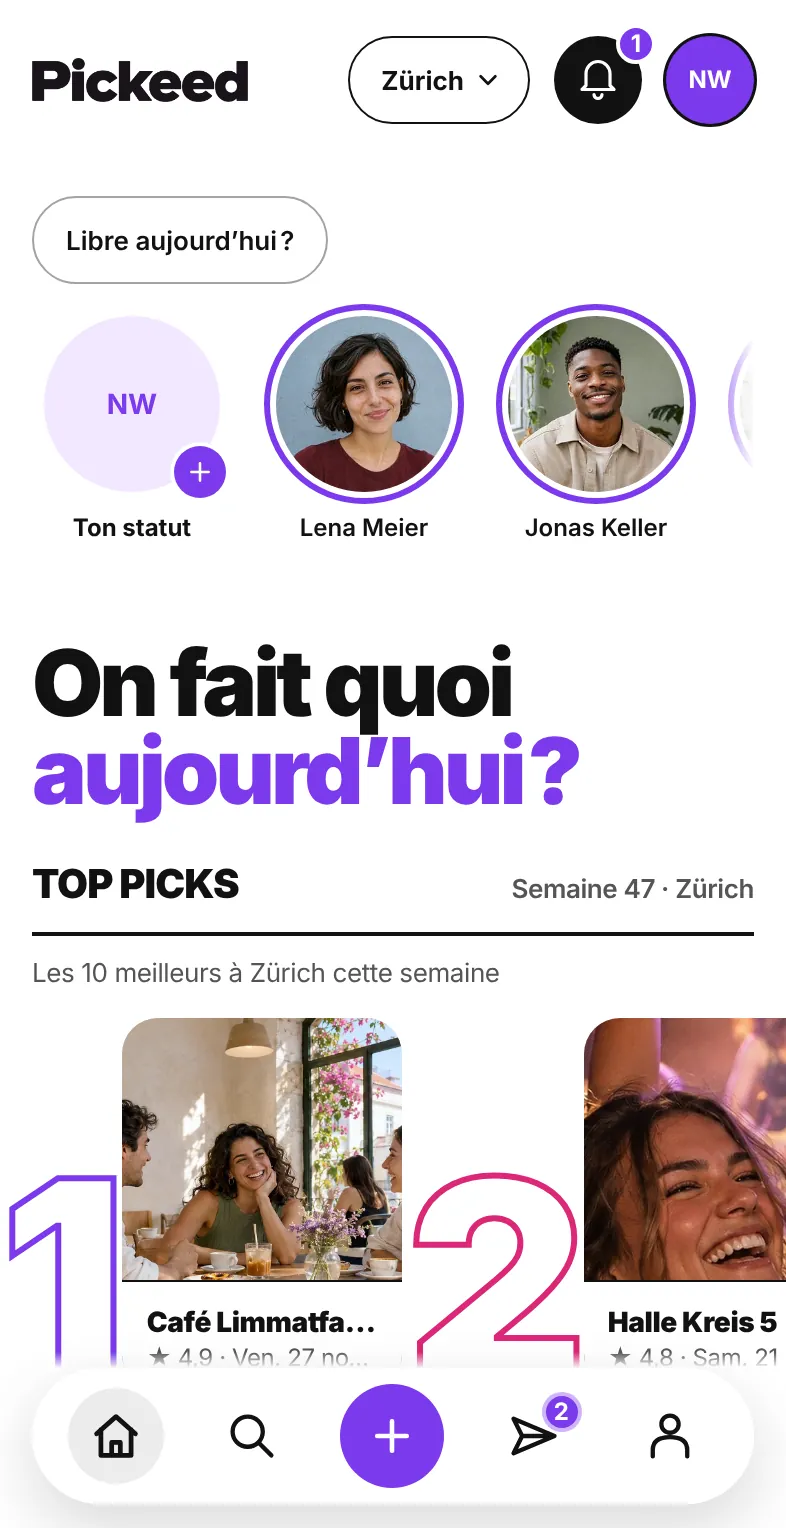 Pickeed
Zürich
1
NW
Libre aujourd’hui ?
NW
Ton statut
Lena Meier
Jonas Keller
On fait quoi
aujourd’hui ?
TOP PICKS
Semaine 47 · Zürich
Les 10 meilleurs à Zürich cette semaine
1
2
Café Limmatfa…
★ 4,9 · Ven. 27 no…
Halle Kreis 5
★ 4,8 · Sam. 21
2